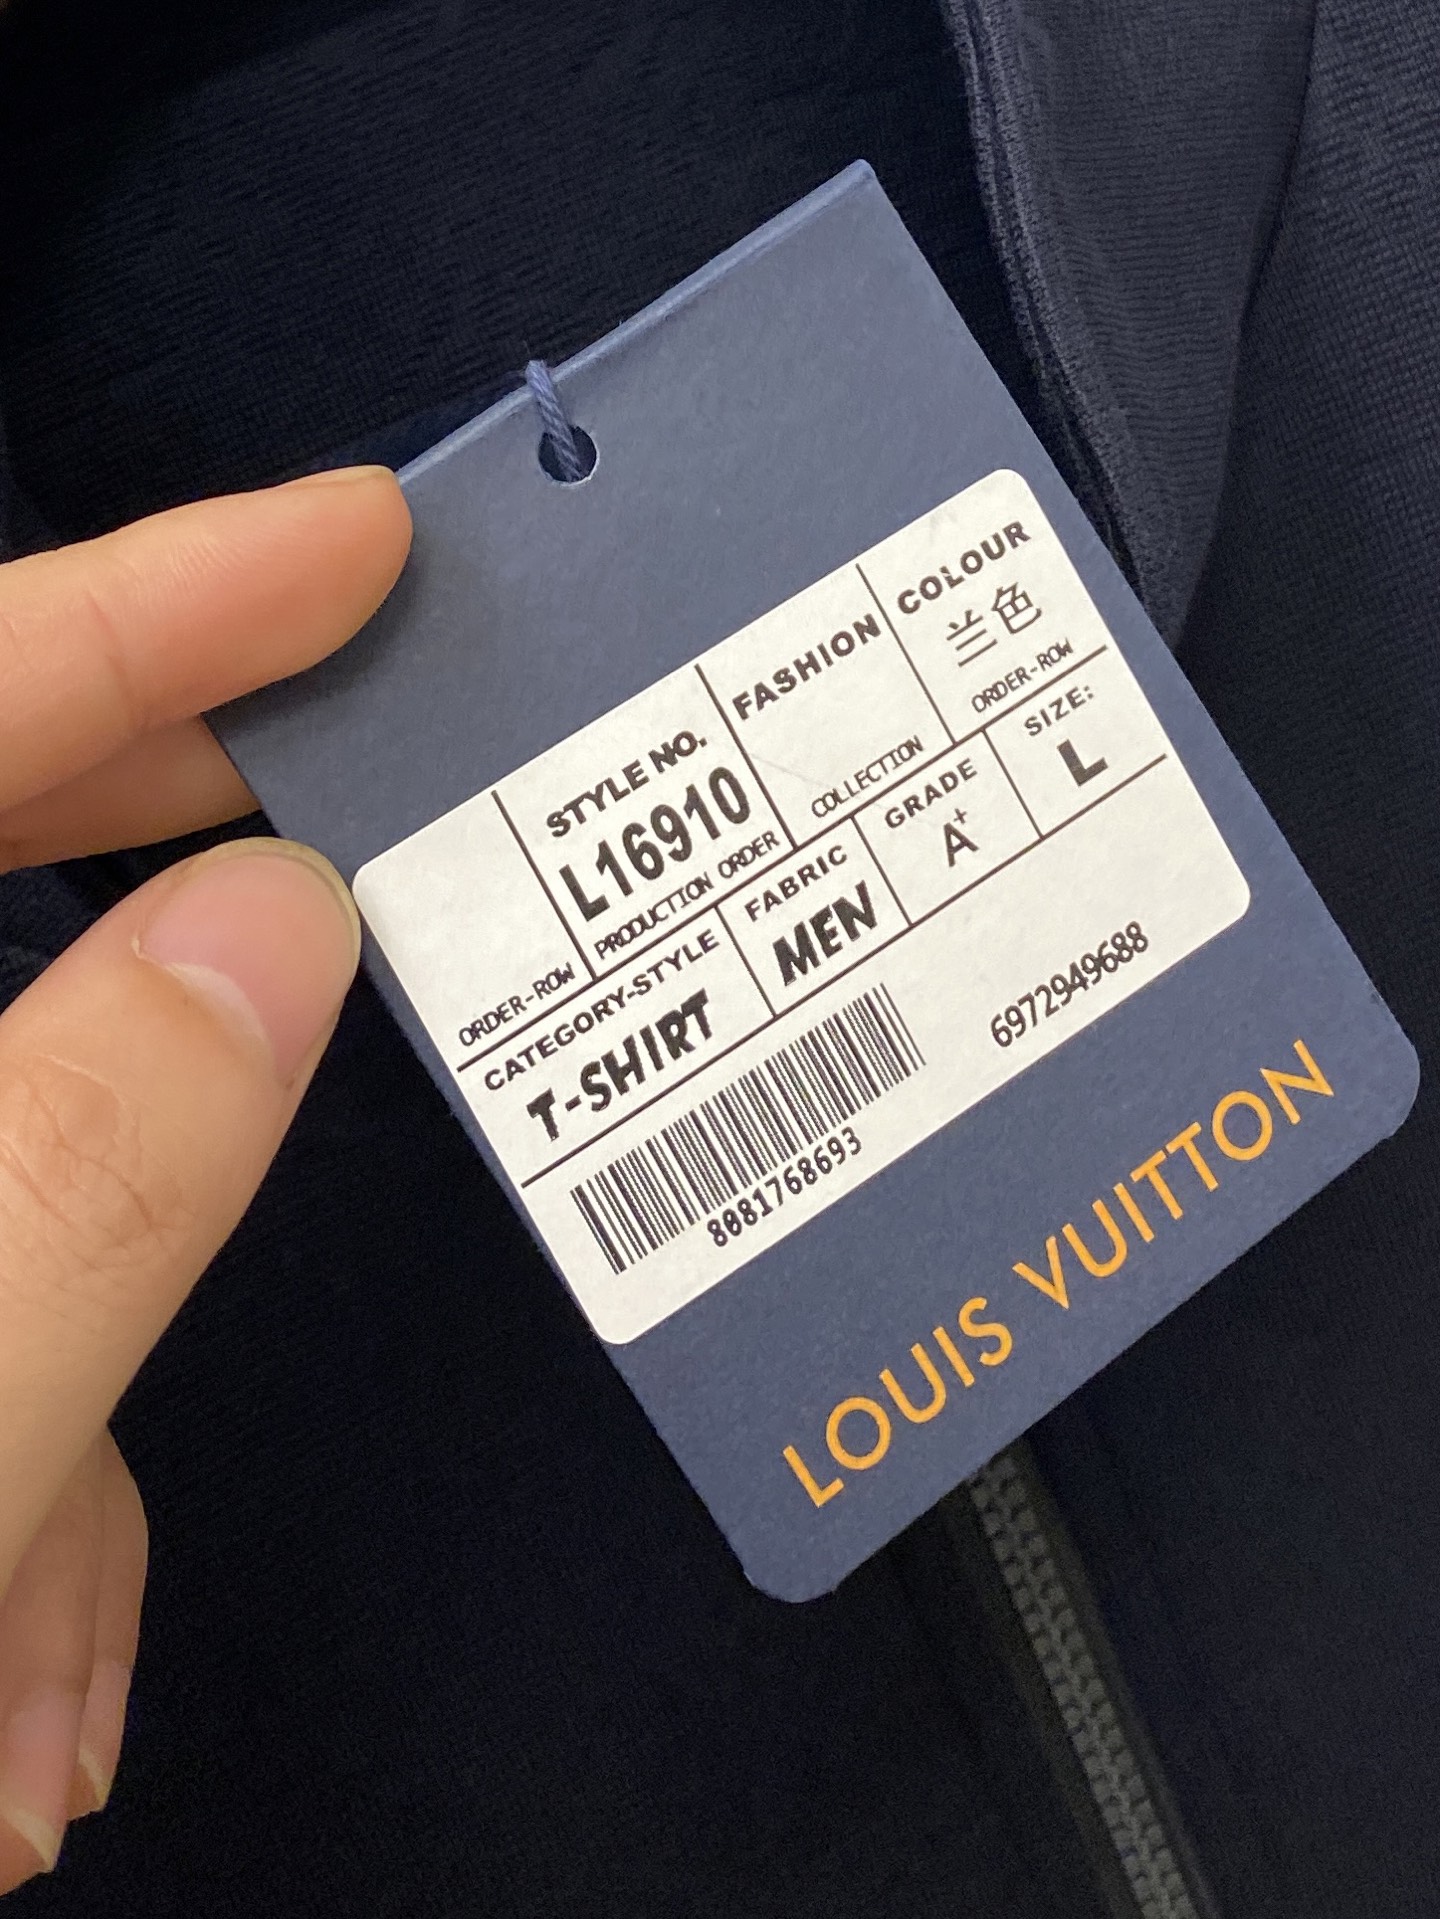 COLOUR
兰色
ORDER-ROW
FASHION
COLLECTION
STYLE NO.
L16910
PRODUCTION ORDER
ORDER-ROW
SIZE:
L
GRADE
A+
FABRIC
MEN
CATEGORY-STYLE
T-SHIRT
6972949688
8081768693
LOUIS VUITTON